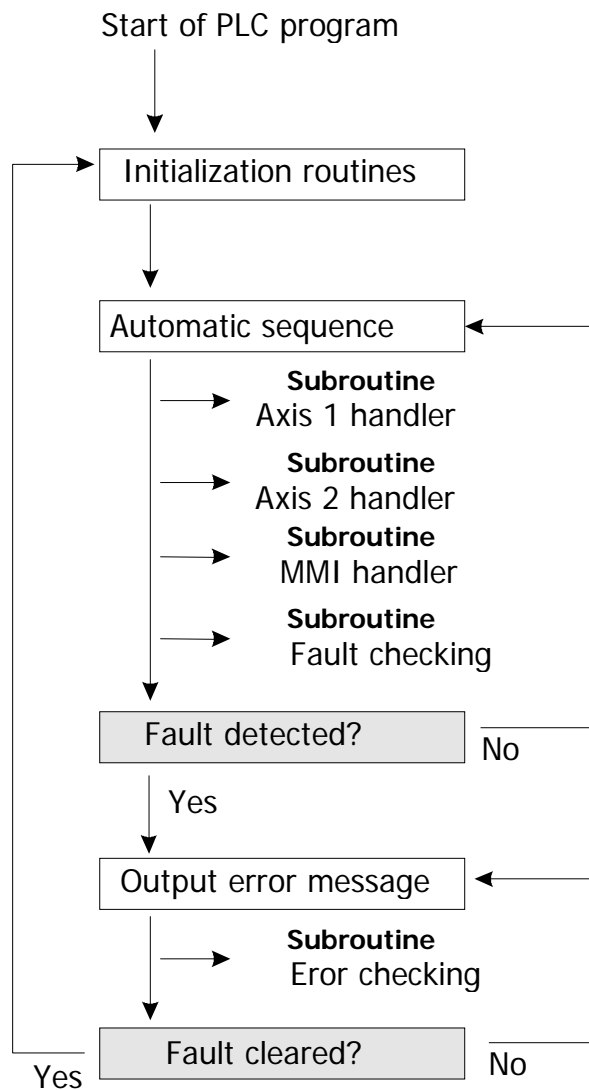 Start of PLC program
Initialization routines
Automatic sequence
Subroutine
Axis 1 handler
Subroutine
Axis 2 handler
Subroutine
MMI handler
Subroutine
Fault checking
Fault detected?
No
Yes
Output error message
Subroutine
Eror checking
Fault cleared?
Yes
No